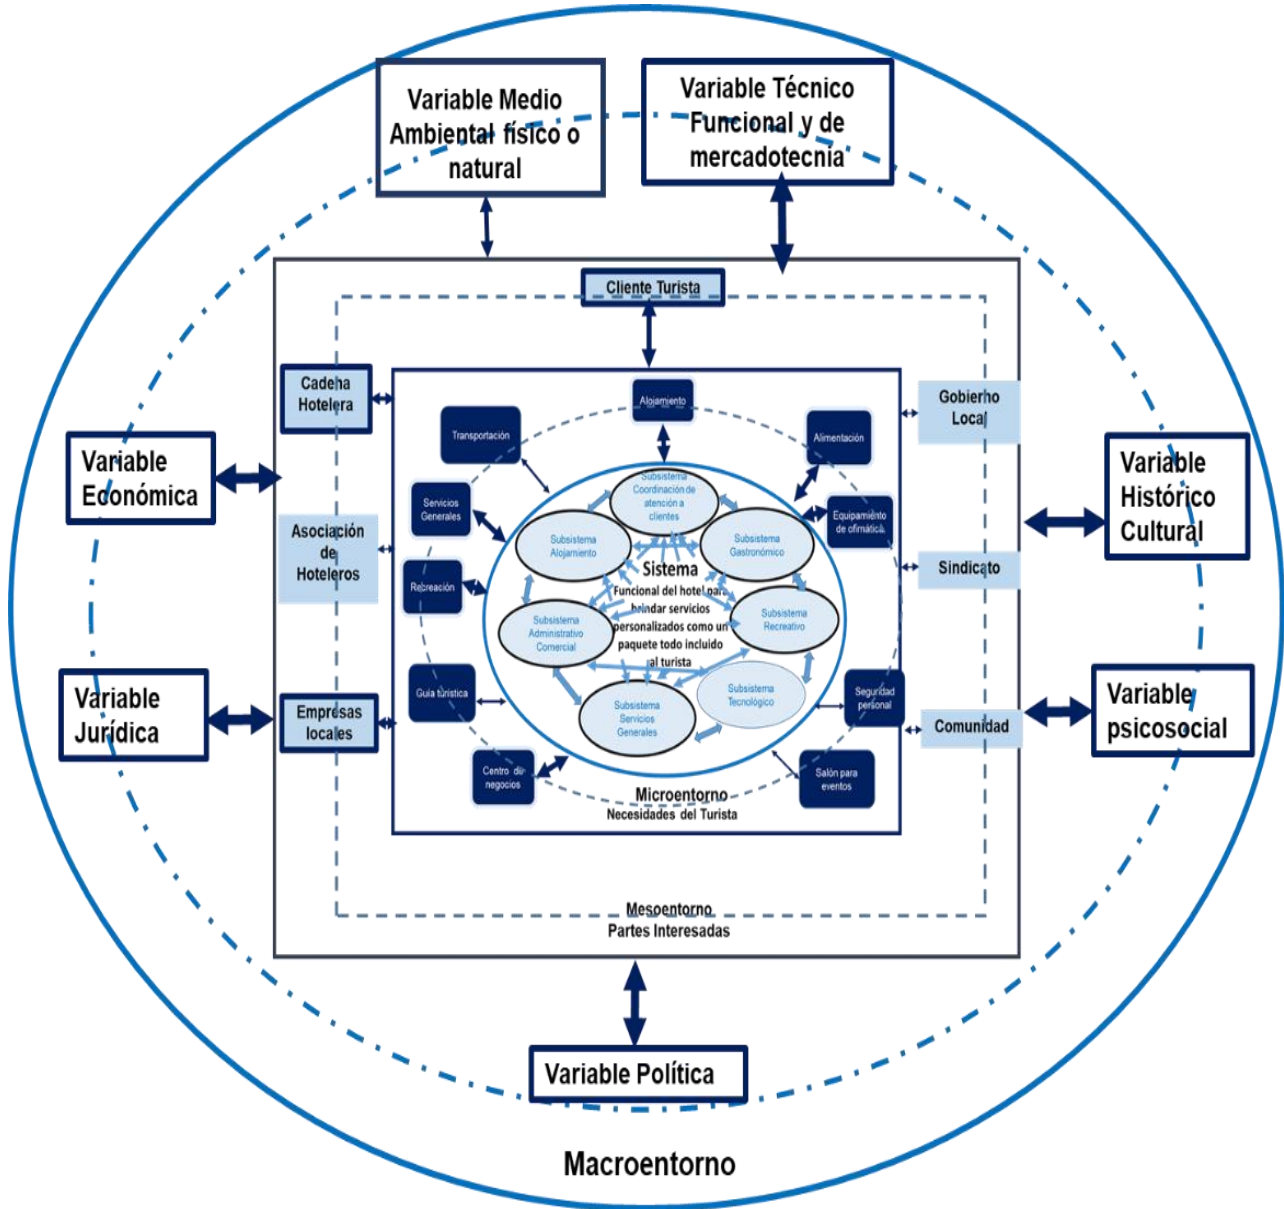 Variable Medio
Ambiental físico o
natural
Variable Técnico
Funcional y de
mercadotecnia
Cliente Turista
Cadena
Hotelera
Gobierno
Local
Alojamiento
Transportación
Alimentación
Variable
Económica
Variable
Histórico
Cultural
Servicios
Generales
Equipamiento
de ofimática
Subsistema
Coordinación de
atención a
clientes
Subsistema
Alojamiento
Subsistema
Gastronómico
Asociación
de
Hoteleros
Sindicato
Recreación
Sistema
Funcional del hotel para
brindar servicios
personalizados como un
paquete todo incluido
al turista
Subsistema
Administrativo
Comercial
Subsistema
Recreativo
Subsistema
Tecnológico
Subsistema
Servicios
Generales
Variable
Jurídica
Variable
psicosocial
Empresas
locales
Guía turística
Seguridad
personal
Comunidad
Centro de
negocios
Salón para
eventos
Microentorno
Necesidades del Turista
Mesoentorno
Partes Interesadas
Variable Política
Macroentorno